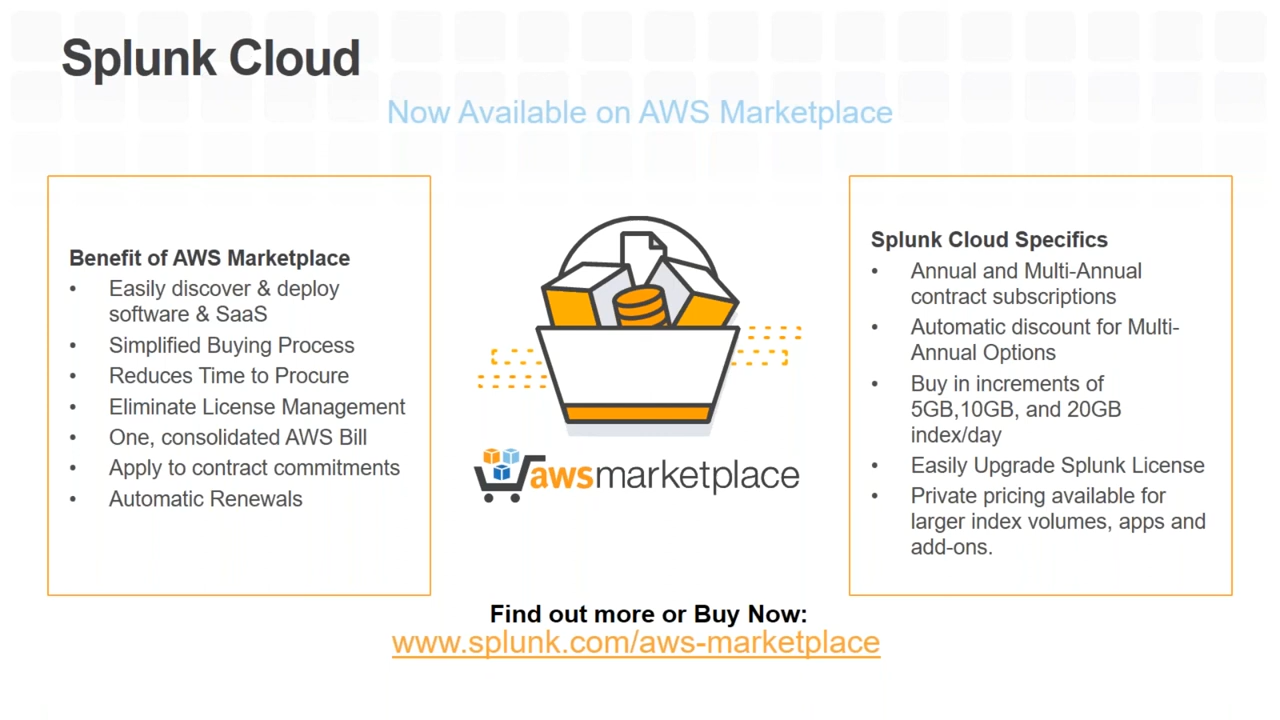 Splunk Cloud
Now Available on AWS Marketplace
Benefit of AWS Marketplace
• Easily discover & deploy
software & SaaS
• Simplified Buying Process
• Reduces Time to Procure
• Eliminate License Management
• One, consolidated AWS Bill
• Apply to contract commitments
• Automatic Renewals
awsmarketplace
Splunk Cloud Specifics
• Annual and Multi-Annual
contract subscriptions
• Automatic discount for Multi-
Annual Options
• Buy in increments of
5GB,10GB, and 20GB
index/day
• Easily Upgrade Splunk License
• Private pricing available for
larger index volumes, apps and
add-ons.
Find out more or Buy Now:
www.splunk.com/aws-marketplace